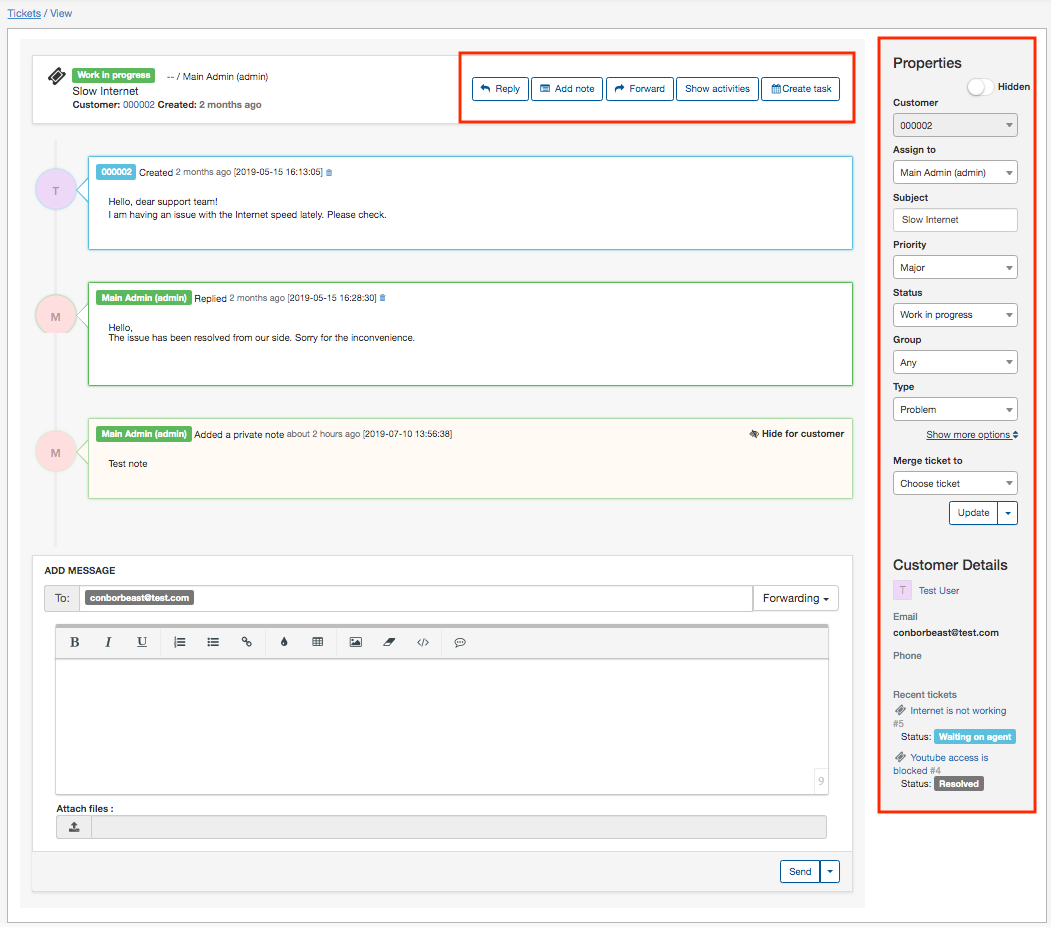 Tickets / View
Work in progress -- / Main Admin (admin)
Slow Internet
Customer: 000002 Created: 2 months ago
Reply Add note Forward Show activities Create task
T
000002 Created 2 months ago [2019-05-15 16:13:05]
Hello, dear support team!
I am having an issue with the Internet speed lately. Please check.
M
Main Admin (admin) Replied 2 months ago [2019-05-15 16:28:30]
Hello,
The issue has been resolved from our side. Sorry for the inconvenience.
M
Main Admin (admin) Added a private note about 2 hours ago [2019-07-10 13:56:38] Hide for customer
Test note
ADD MESSAGE
To: conborbeast@test.com Forwarding
B I U
9
Attach files :
Send
Properties
Hidden
Customer
000002
Assign to
Main Admin (admin)
Subject
Slow Internet
Priority
Major
Status
Work in progress
Group
Any
Type
Problem
Show more options
Merge ticket to
Choose ticket
Update
Customer Details
T Test User
Email
conborbeast@test.com
Phone
Recent tickets
Internet is not working
#5
Status: Waiting on agent
Youtube access is
blocked #4
Status: Resolved